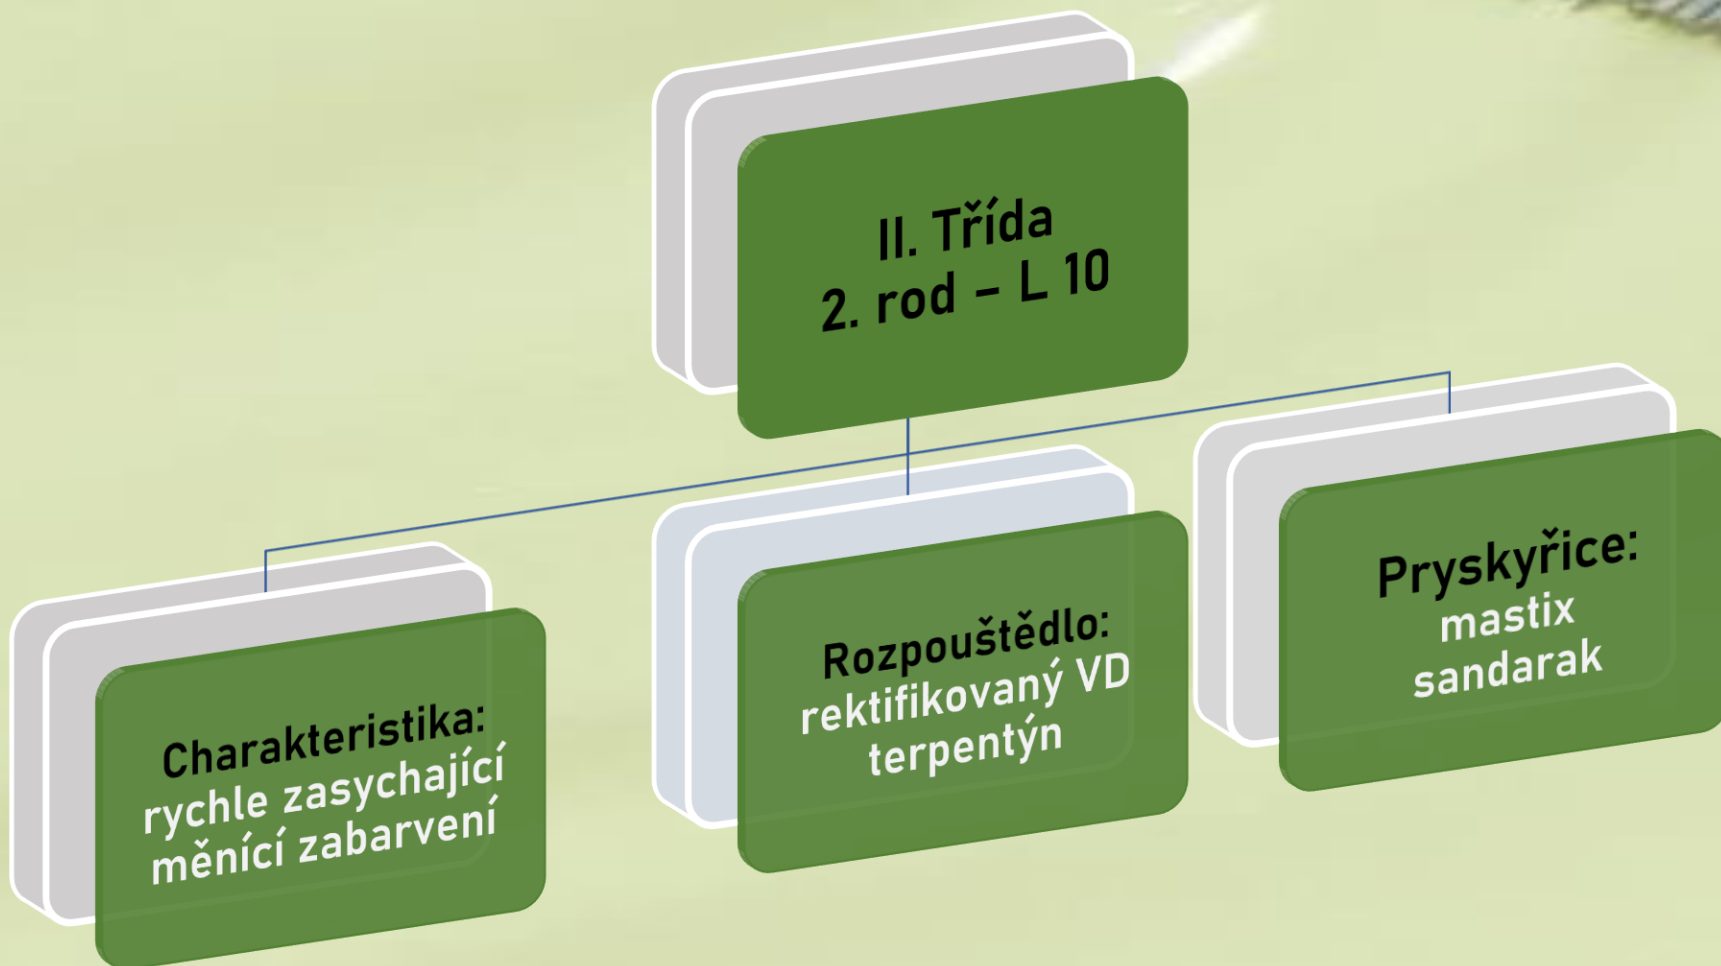 II. Třída
2. rod – L 10
Charakteristika:
rychle zasychající
měnící zabarvení
Rozpouštědlo:
rektifikovaný VD
terpentýn
Pryskyřice:
mastix
sandarak